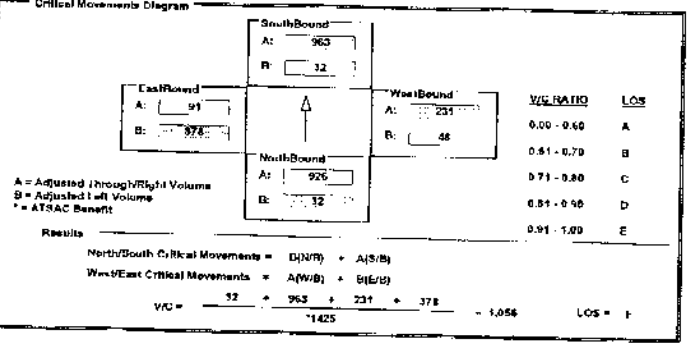 Critical Movements Diagram
SouthBound
A: 963
B: 32
EastBound
A: 91
B: 378
WestBound
A: 231
B: 48
NorthBound
A: 926
B: 32
V/C RATIO LOS
0.00 - 0.60 A
0.61 - 0.70 B
0.71 - 0.80 C
0.81 - 0.90 D
0.91 - 1.00 E
A = Adjusted Through/Right Volume
B = Adjusted Left Volume
* = ATSAC Benefit
Results
North/South Critical Movements = B(N/B) + A(S/B)
West/East Critical Movements = A(W/B) + B(E/B)
V/C = 32 + 963 + 231 + 378 = 1.056 LOS = F
*1425